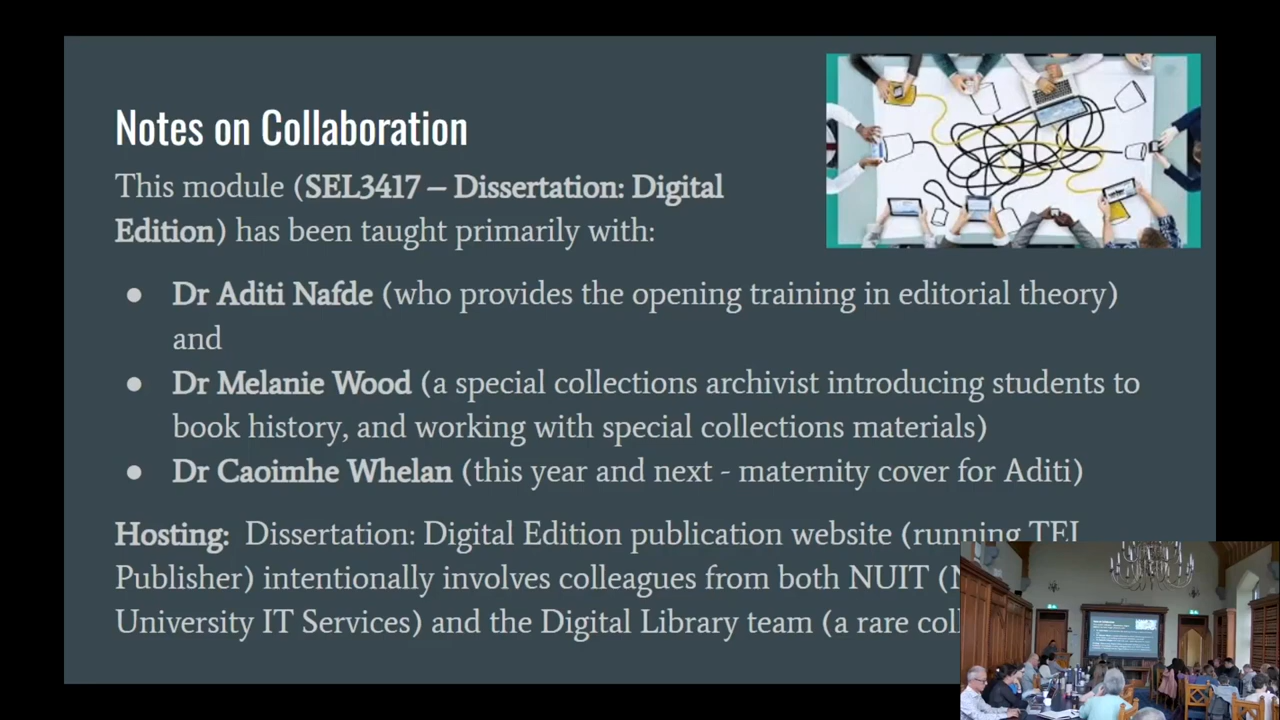 Notes on Collaboration
This module (SEL3417 – Dissertation: Digital
Edition) has been taught primarily with:
● Dr Aditi Nafde (who provides the opening training in editorial theory)
and
● Dr Melanie Wood (a special collections archivist introducing students to
book history, and working with special collections materials)
● Dr Caoimhe Whelan (this year and next - maternity cover for Aditi)
Hosting: Dissertation: Digital Edition publication website (running TEI
Publisher) intentionally involves colleagues from both NUIT (
University IT Services) and the Digital Library team (a rare